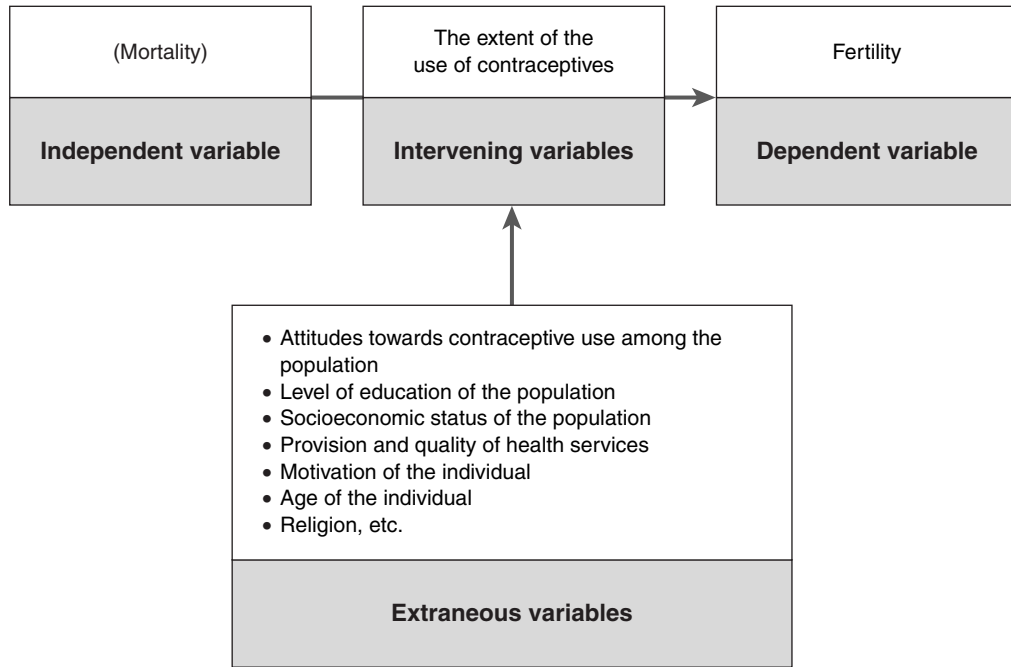 (Mortality)
The extent of the
use of contraceptives
Fertility
Independent variable
Intervening variables
Dependent variable
• Attitudes towards contraceptive use among the
population
• Level of education of the population
• Socioeconomic status of the population
• Provision and quality of health services
• Motivation of the individual
• Age of the individual
• Religion, etc.
Extraneous variables